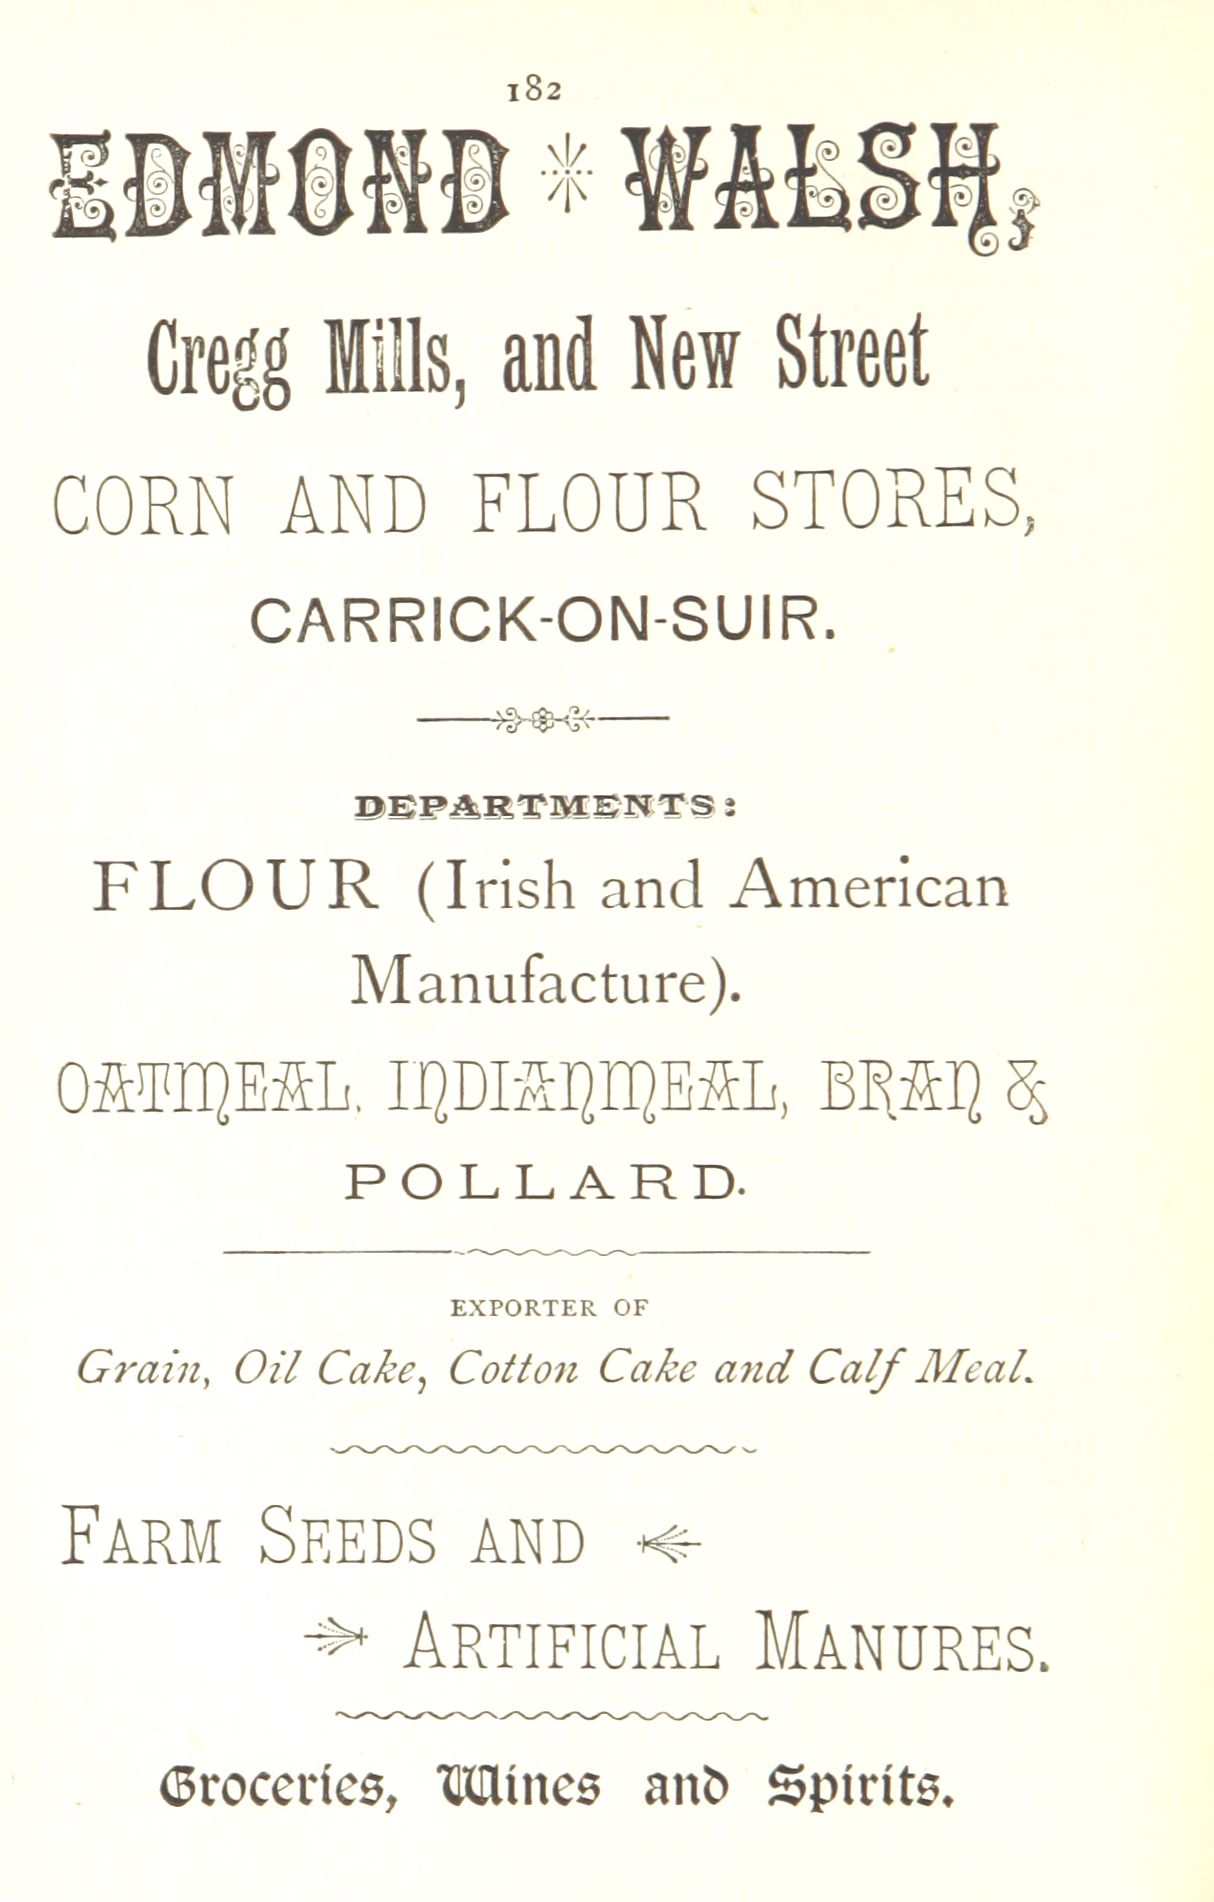 182
EDMOND WALSH,
Cregg Mills, and New Street
CORN AND FLOUR STORES,
CARRICK-ON-SUIR.
DEPARTMENTS:
FLOUR (Irish and American
Manufacture).
OATMEAL, INDIANMEAL, BRAN &
POLLARD.
EXPORTER OF
Grain, Oil Cake, Cotton Cake and Calf Meal.
FARM SEEDS AND
ARTIFICIAL MANURES.
Groceries, Wines and Spirits.